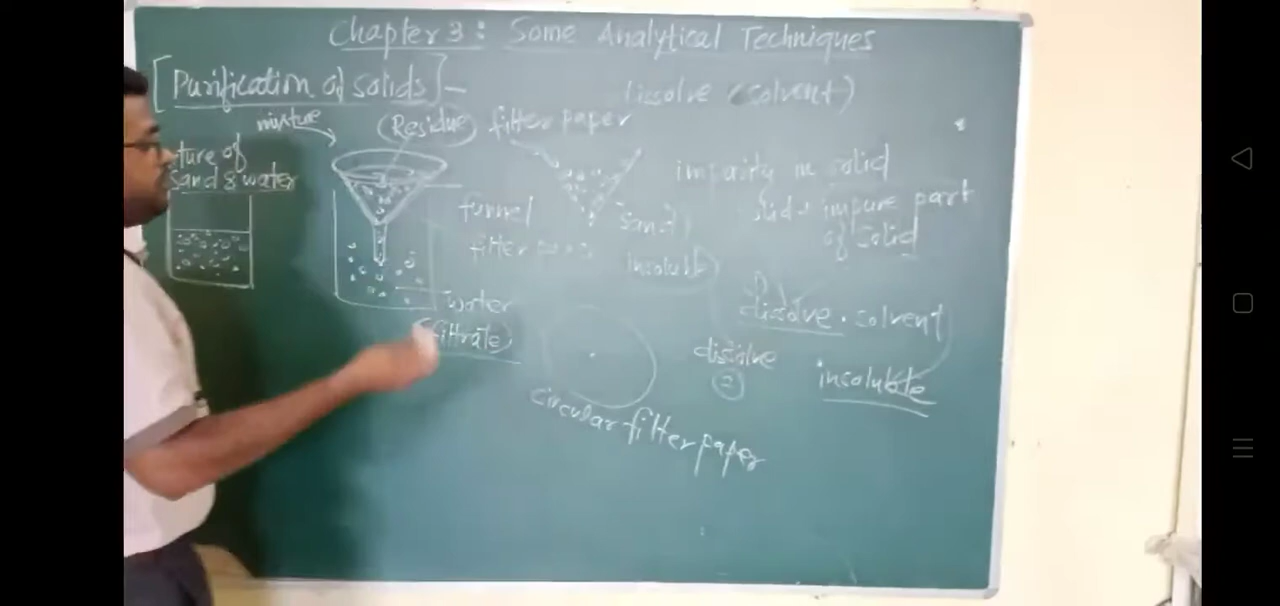 Chapter 3: Some Analytical Techniques
[Purification of solids] -
dissolve (solvent)
mixture
Residue
filter paper
ture of
sand & water
impurity in solid
impure part
of solid
funnel
filter
sand
insoluble
water
filtrate
dissolve. solvent
dissolve
insoluble
circular filter paper